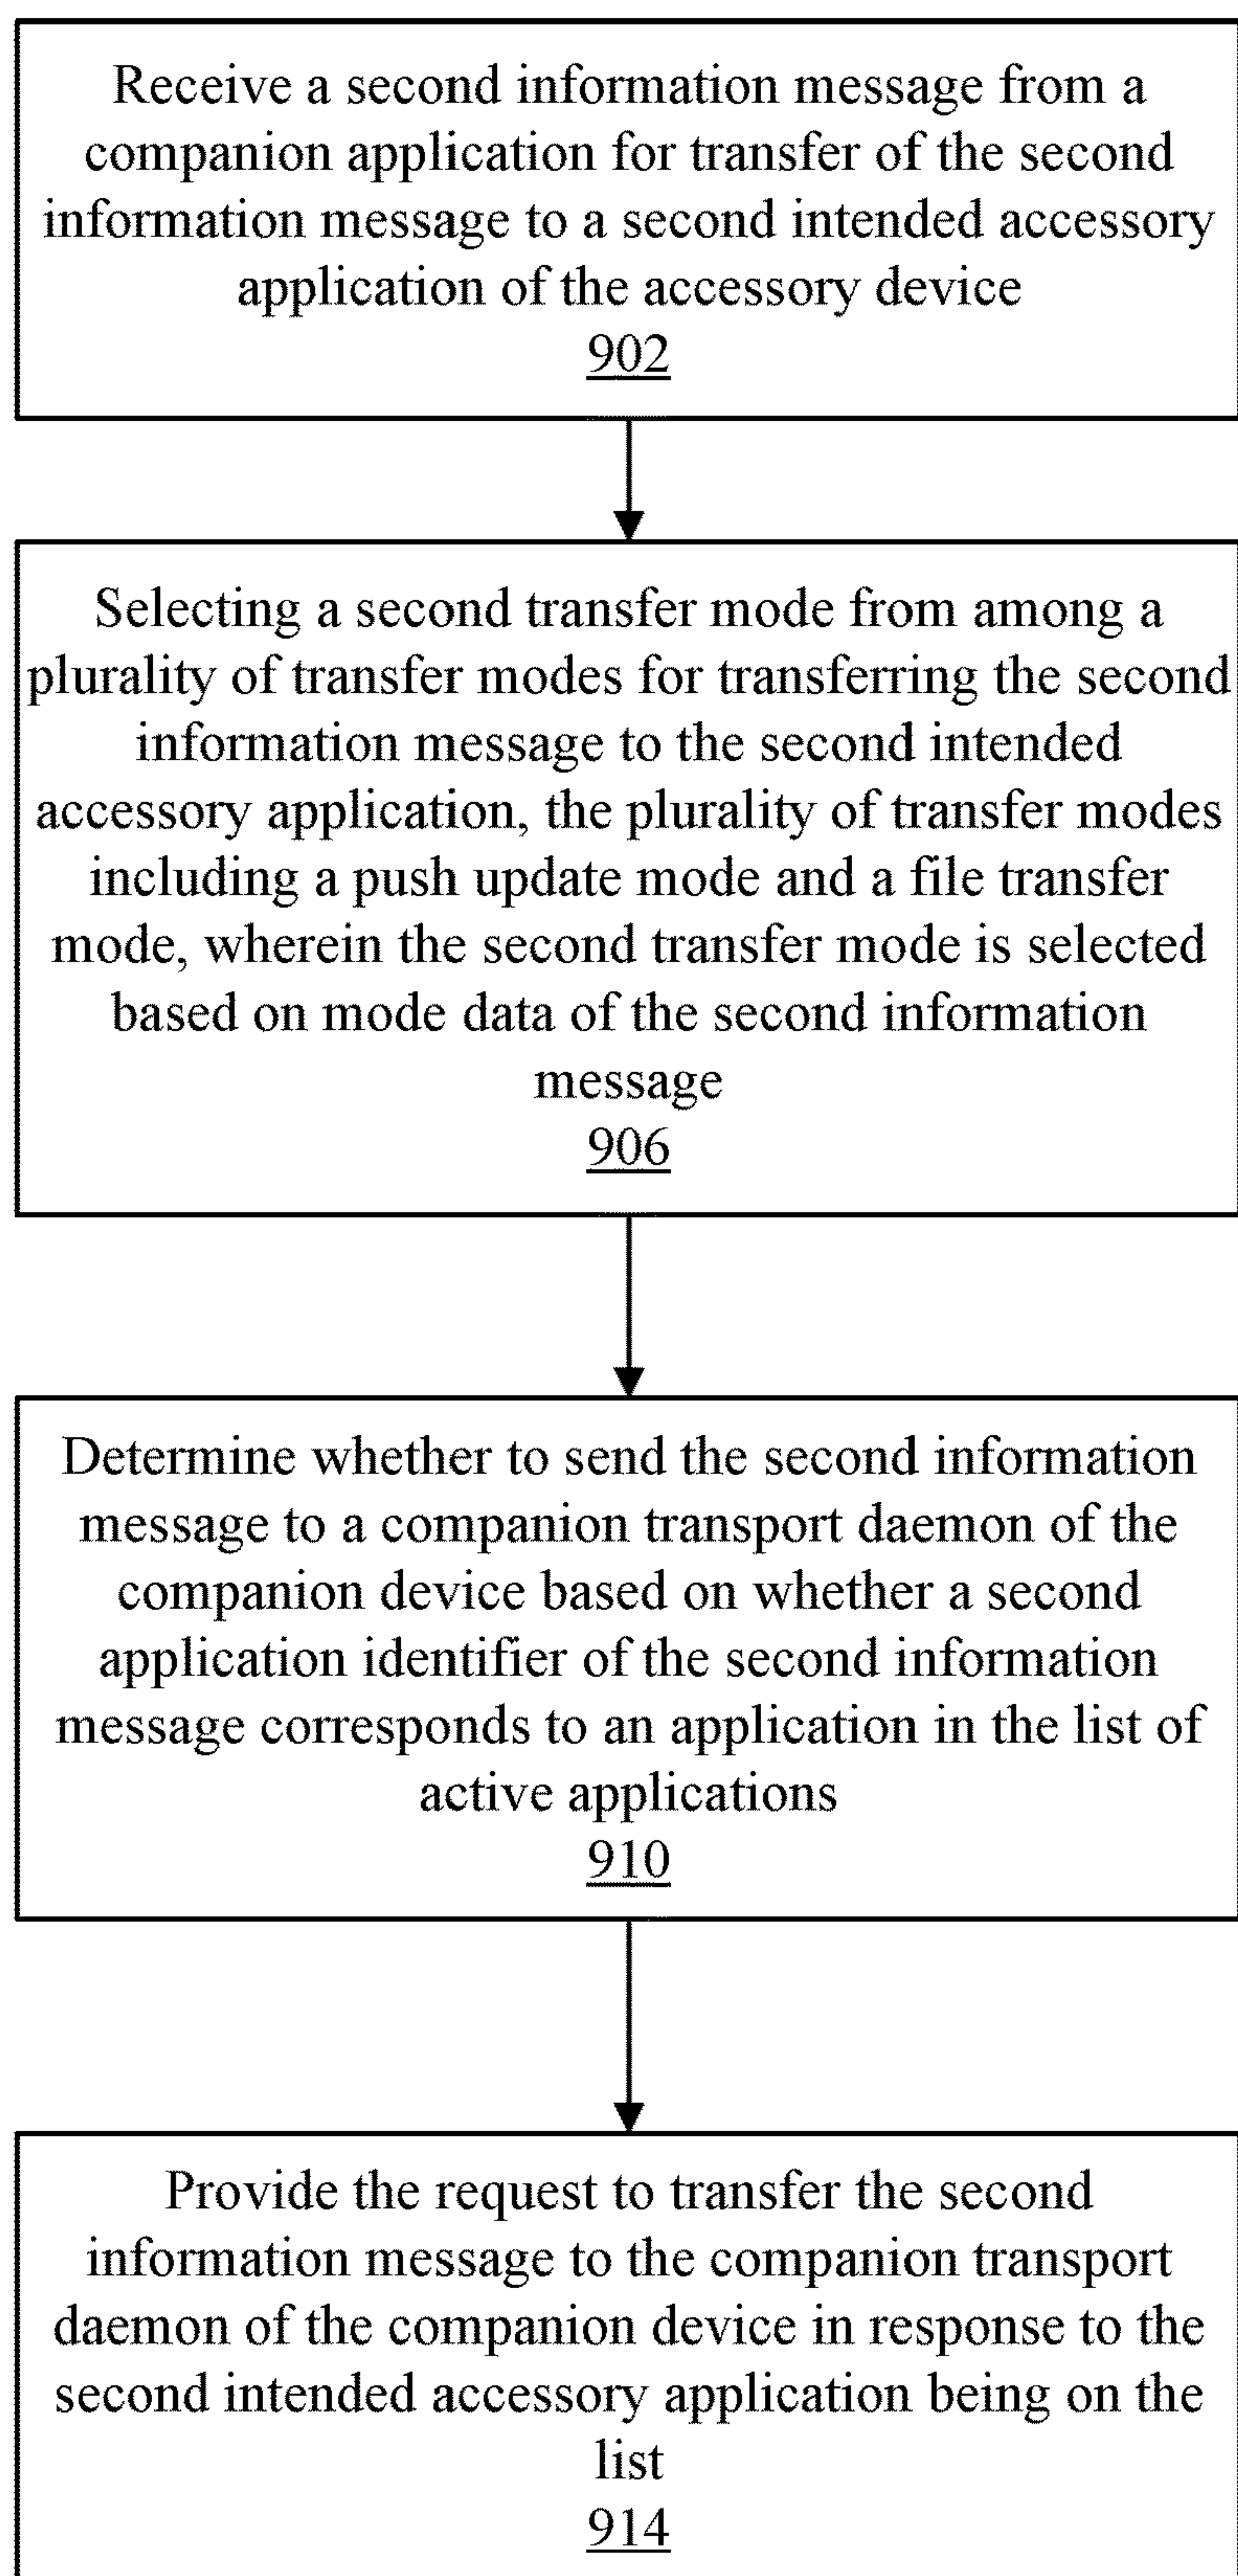 Receive a second information message from a
companion application for transfer of the second
information message to a second intended accessory
application of the accessory device
902
Selecting a second transfer mode from among a
plurality of transfer modes for transferring the second
information message to the second intended
accessory application, the plurality of transfer modes
including a push update mode and a file transfer
mode, wherein the second transfer mode is selected
based on mode data of the second information
message
906
Determine whether to send the second information
message to a companion transport daemon of the
companion device based on whether a second
application identifier of the second information
message corresponds to an application in the list of
active applications
910
Provide the request to transfer the second
information message to the companion transport
daemon of the companion device in response to the
second intended accessory application being on the
list
914